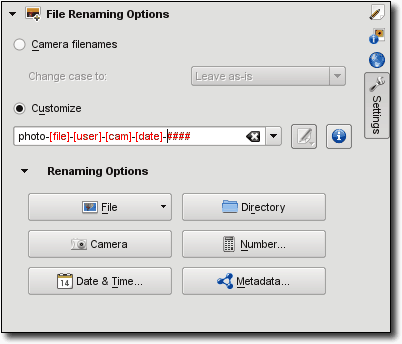 File Renaming Options
Camera filenames
Change case to: Leave as-is
Customize
photo-[file]-[user]-[cam]-[date]-####
Renaming Options
File Directory
Camera Number...
14 Date & Time... Metadata...
Settings